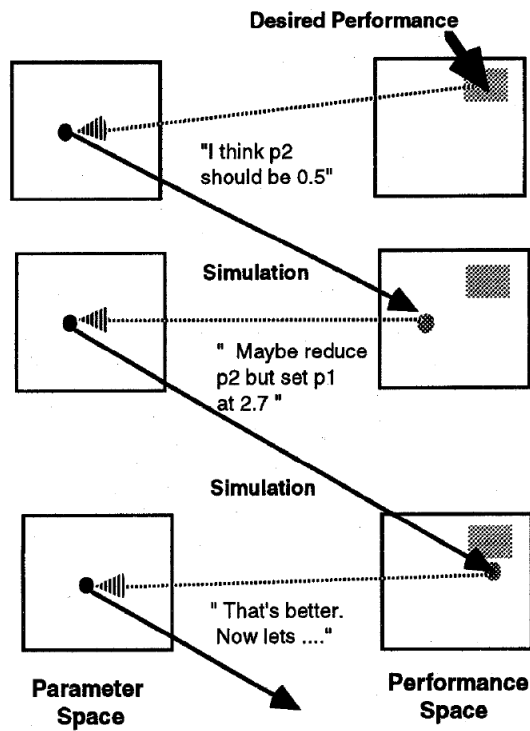 Desired Performance
"I think p2
should be 0.5"
Simulation
" Maybe reduce
p2 but set p1
at 2.7 "
Simulation
" That's better.
Now lets ...."
Parameter
Space
Performance
Space